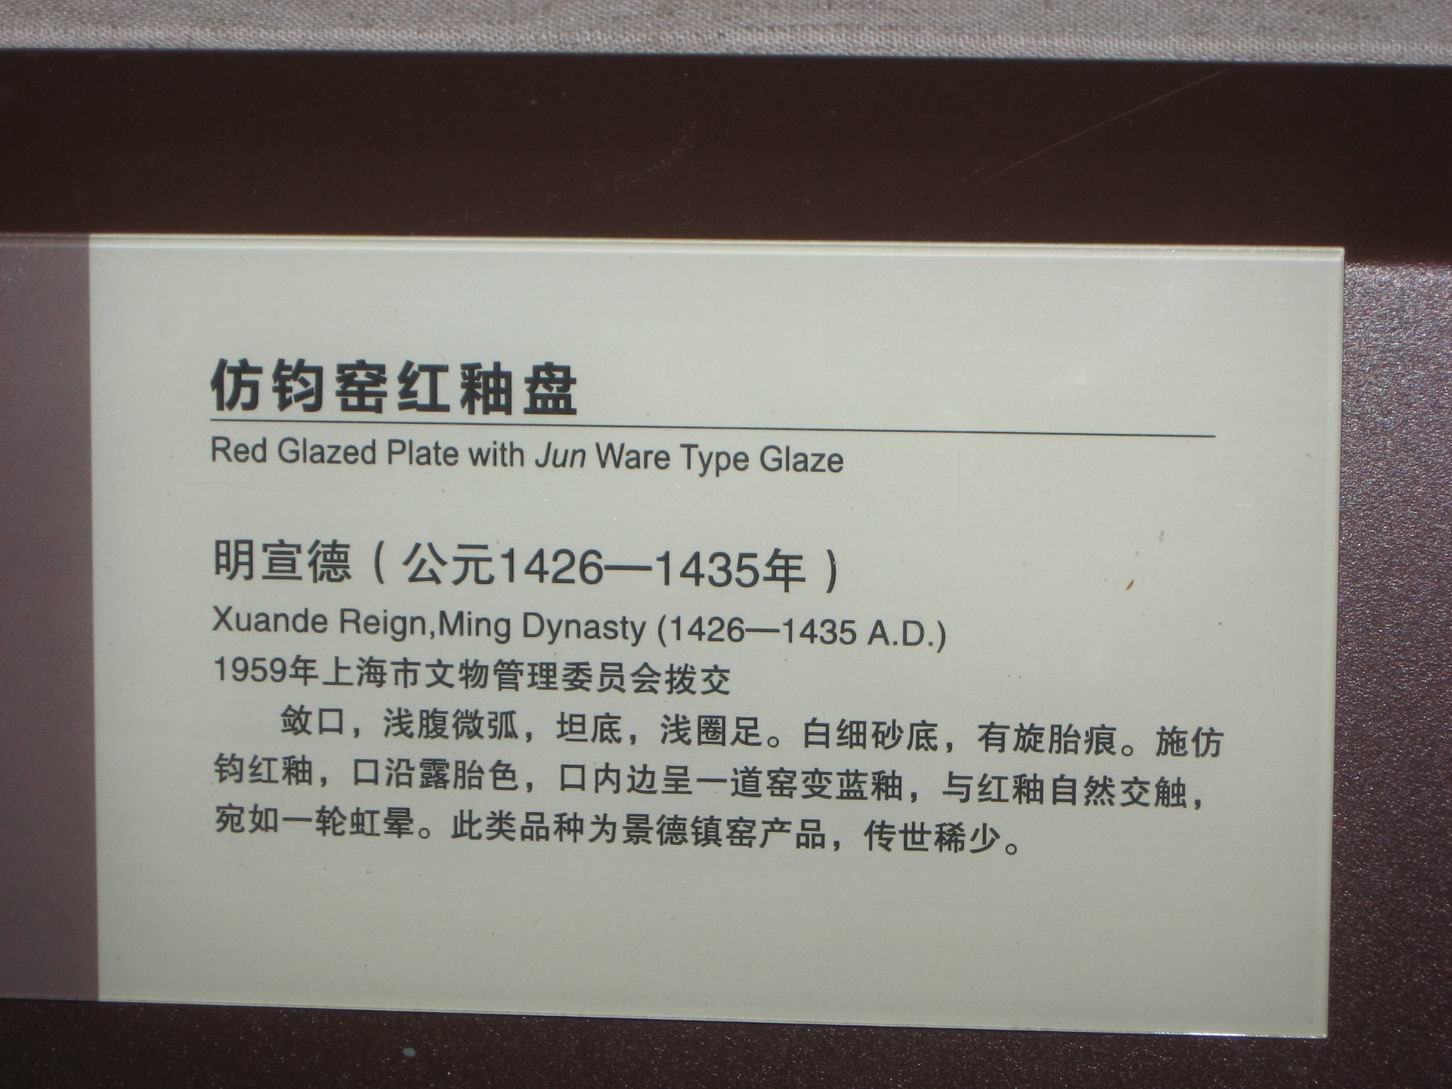 仿钧窑红釉盘
Red Glazed Plate with Jun Ware Type Glaze
明宣德（公元1426—1435年）
Xuande Reign,Ming Dynasty (1426—1435 A.D.)
1959年上海市文物管理委员会拨交
敛口，浅腹微弧，坦底，浅圈足。白细砂底，有旋胎痕。施仿
钧红釉，口沿露胎色，口内边呈一道窑变蓝釉，与红釉自然交触，
宛如一轮虹晕。此类品种为景德镇窑产品，传世稀少。